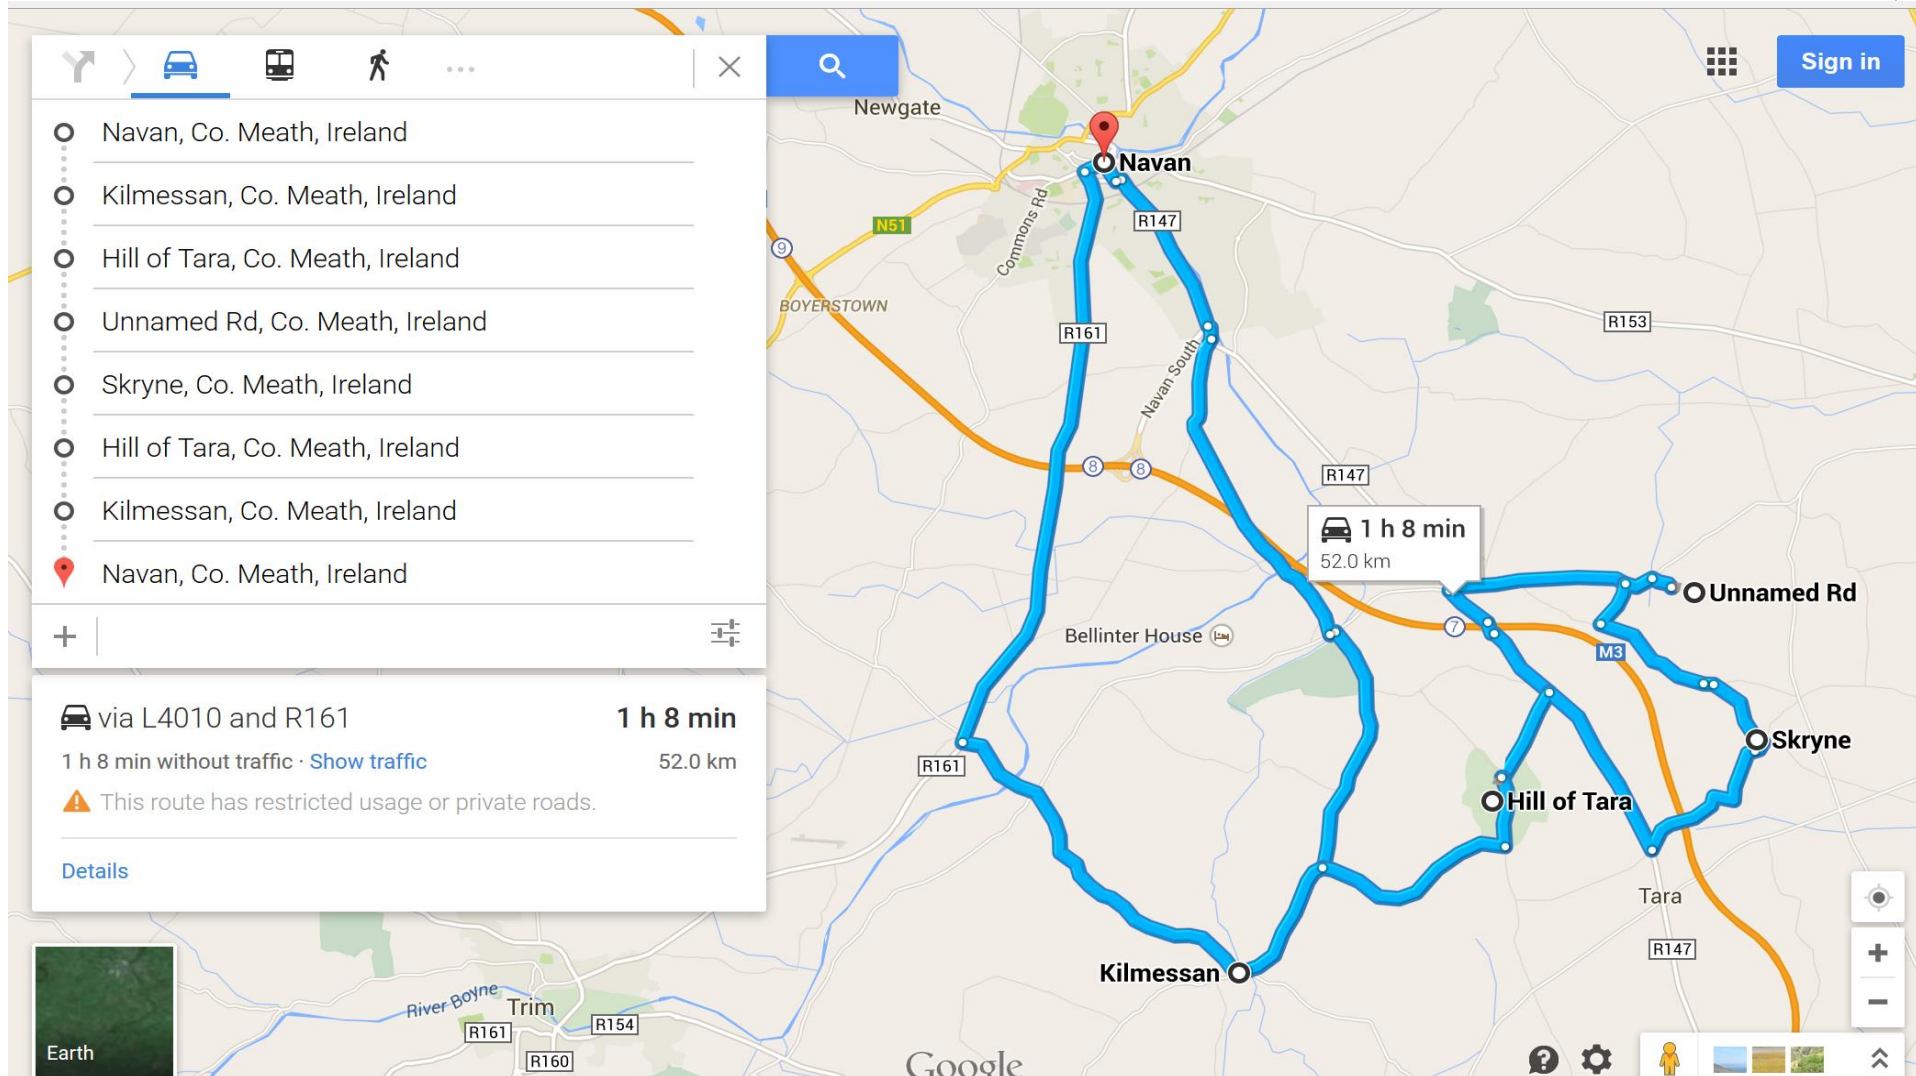 Navan, Co. Meath, Ireland
Kilmessan, Co. Meath, Ireland
Hill of Tara, Co. Meath, Ireland
Unnamed Rd, Co. Meath, Ireland
Skryne, Co. Meath, Ireland
Hill of Tara, Co. Meath, Ireland
Kilmessan, Co. Meath, Ireland
Navan, Co. Meath, Ireland
via L4010 and R161 1 h 8 min
1 h 8 min without traffic · Show traffic 52.0 km
This route has restricted usage or private roads.
Details
Earth
Sign in
Newgate
Navan
Commons Rd
N51
R147
9
BOYERSTOWN
R161
R153
Navan South
8
8
R147
1 h 8 min
52.0 km
Unnamed Rd
Bellinter House
7
M3
Skryne
R161
Hill of Tara
Tara
R147
Kilmessan
River Boyne
Trim
R161
R154
R160
Google